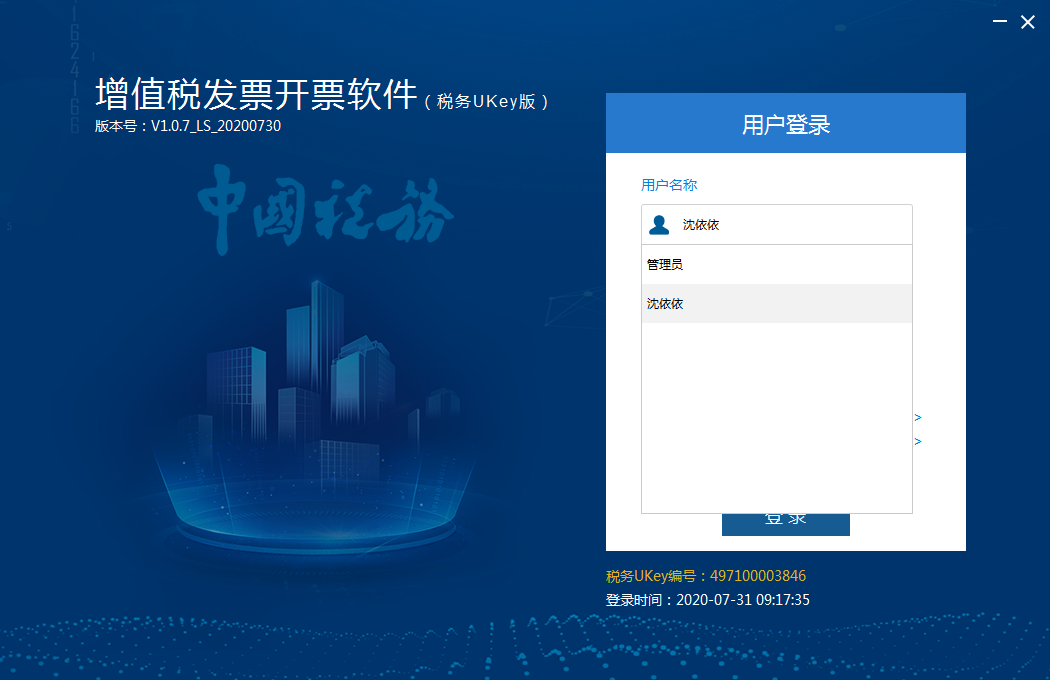 增值税发票开票软件（税务UKey版）
版本号：V1.0.7_LS_20200730
中國税務
用户登录
用户名称
沈依依
管理员
沈依依
>
>
登 录
税务UKey编号：497100003846
登录时间：2020-07-31 09:17:35